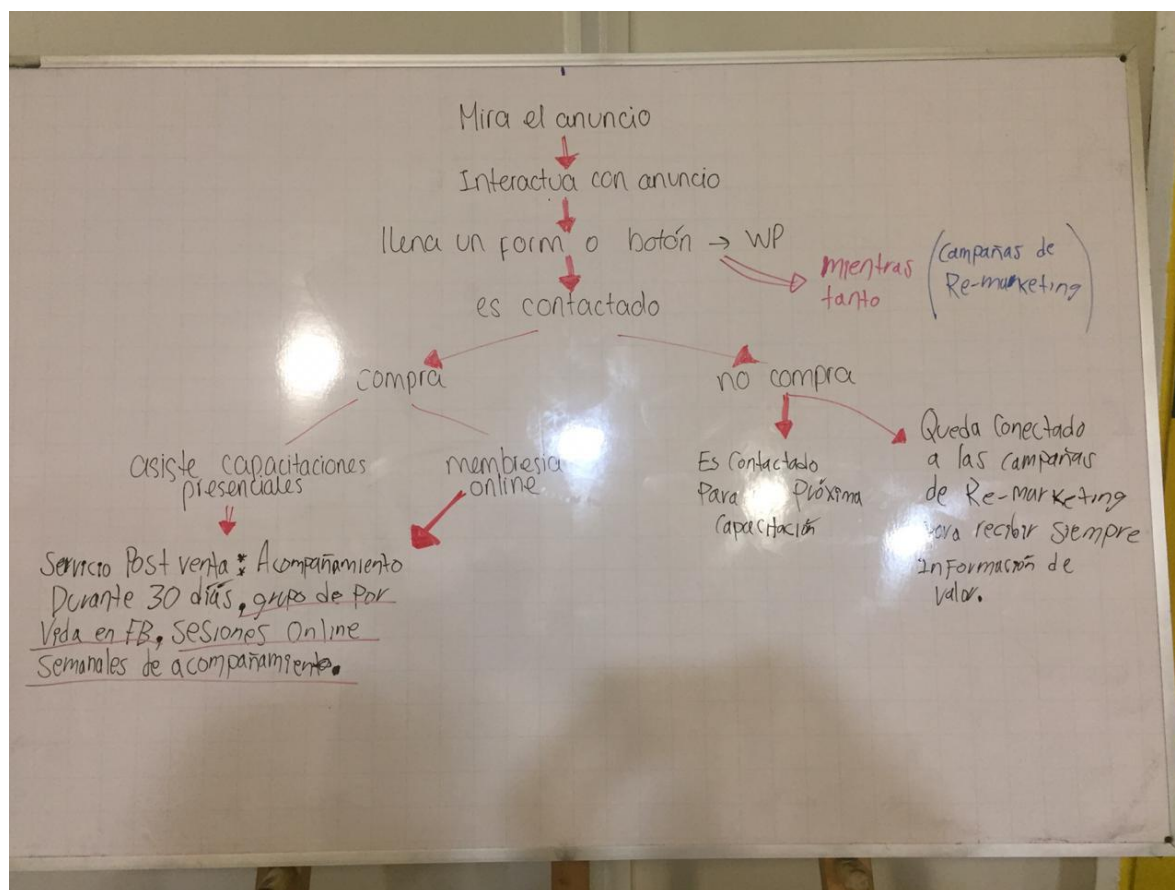 Mira el anuncio
Interactua con anuncio
llena un form o botón → WP
mientras
tanto
(Campañas de
Re-marketing)
es contactado
compra
no compra
asiste capacitaciones
presenciales
membresia
online
Servicio Post venta: Acompañamiento
Durante 30 días, grupo de Por
Vida en FB, Sesiones Online
Semanales de acompañamiento.
Es Contactado
Para Próxima
Capacitación
Queda Conectado
a las campañas
de Re-marketing
para recibir siempre
Información de
Valor.